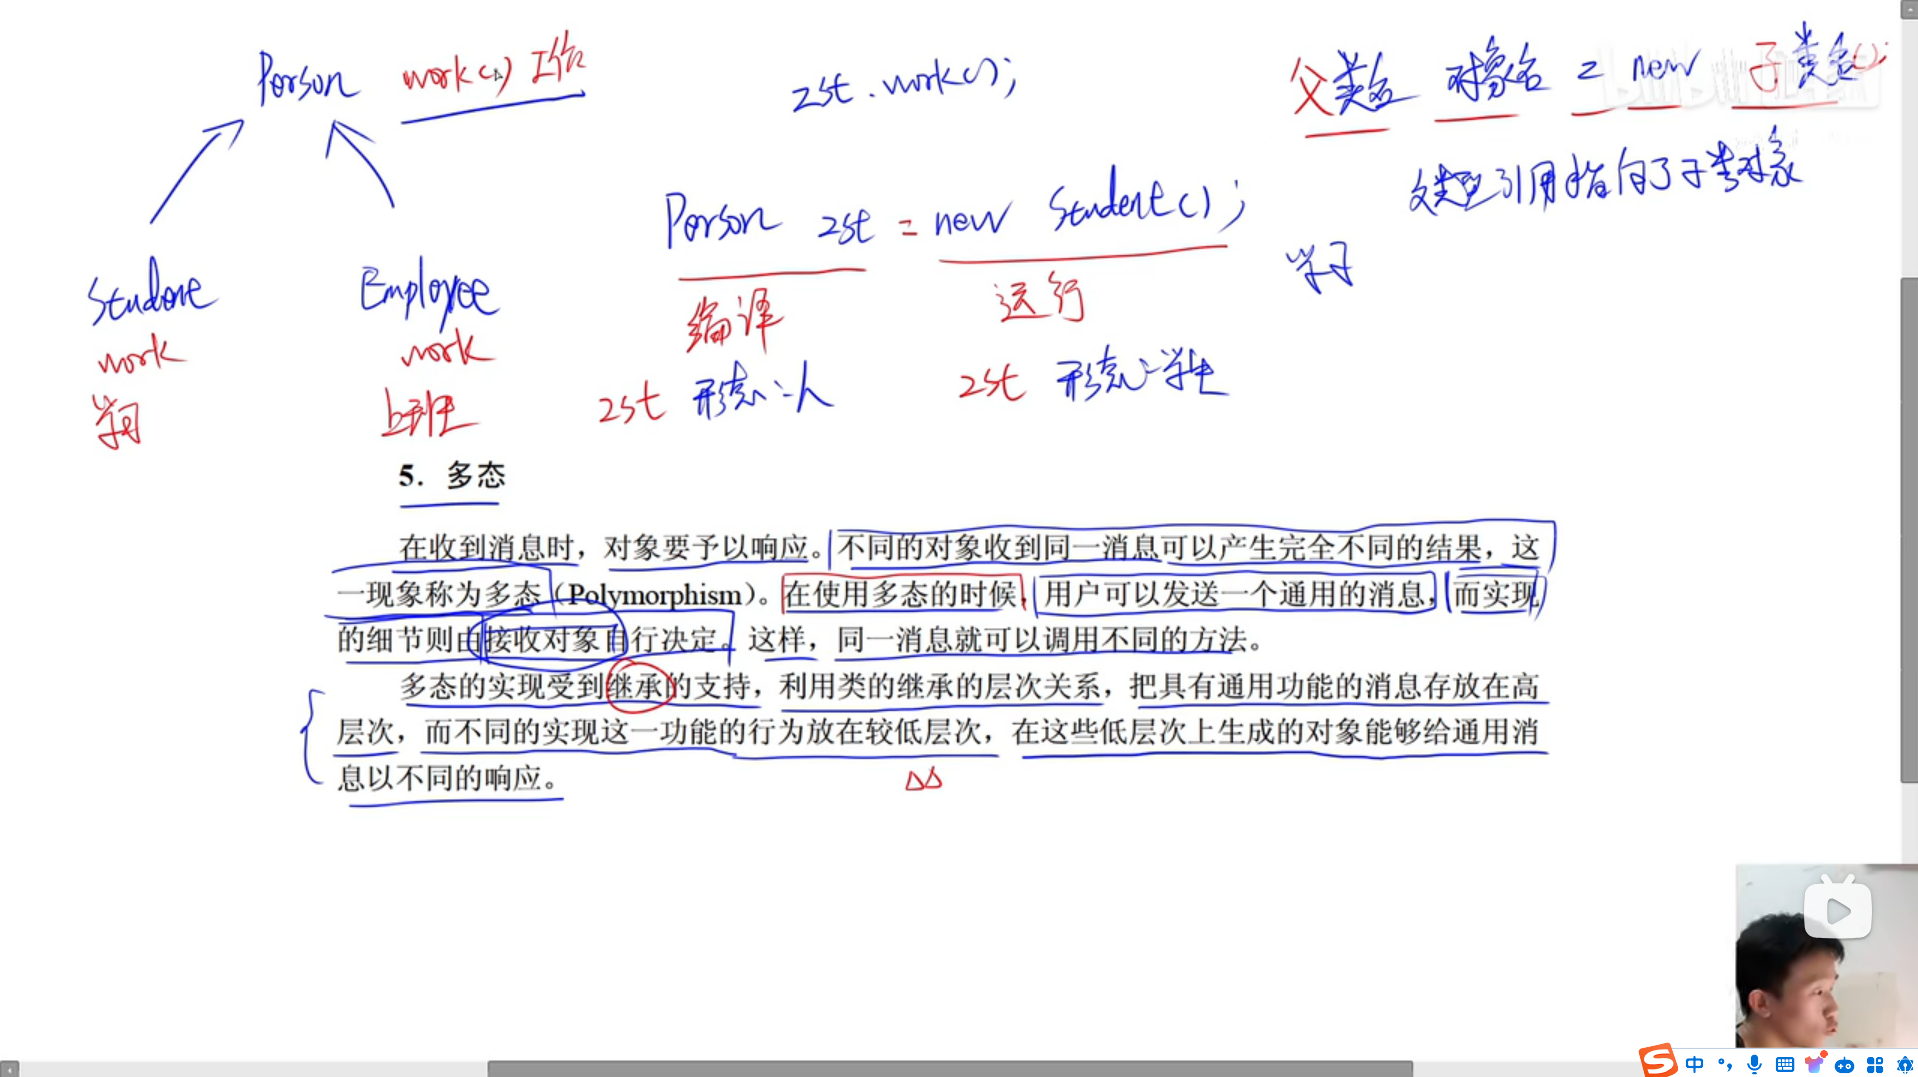 Person work() 工作
zst.work();
父类名 对象名 = new 子类名();
父类型引用指向了子类对象
Person zst = new Student();
学习
Student Employee
编译 运行
work work
学习 上班
zst 形态:人 zst 形态:学生
5. 多态
在收到消息时，对象要予以响应。不同的对象收到同一消息可以产生完全不同的结果，这
一现象称为多态（Polymorphism）。在使用多态的时候，用户可以发送一个通用的消息，而实现
的细节则由接收对象自行决定。这样，同一消息就可以调用不同的方法。
多态的实现受到继承的支持，利用类的继承的层次关系，把具有通用功能的消息存放在高
层次，而不同的实现这一功能的行为放在较低层次，在这些低层次上生成的对象能够给通用消
息以不同的响应。
中